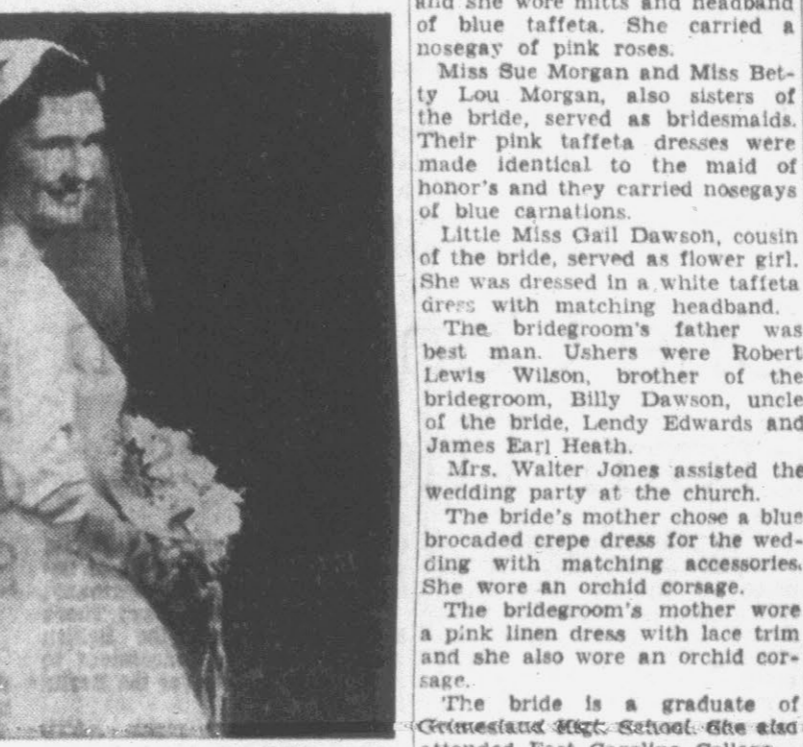 and she wore mitts and headband
of blue taffeta. She carried a
nosegay of pink roses.
Miss Sue Morgan and Miss Bet-
ty Lou Morgan, also sisters of
the bride, served as bridesmaids.
Their pink taffeta dresses were
made identical to the maid of
honor's and they carried nosegays
of blue carnations.
Little Miss Gail Dawson, cousin
of the bride, served as flower girl.
She was dressed in a white taffeta
dress with matching headband.
The bridegroom's father was
best man. Ushers were Robert
Lewis Wilson, brother of the
bridegroom, Billy Dawson, uncle
of the bride, Lendy Edwards and
James Earl Heath.
Mrs. Walter Jones assisted the
wedding party at the church.
The bride's mother chose a blue
brocaded crepe dress for the wed-
ding with matching accessories.
She wore an orchid corsage.
The bridegroom's mother wore
a pink linen dress with lace trim
and she also wore an orchid cor-
sage.
The bride is a graduate of
Grimesland High School. She also
attended East Carolina College